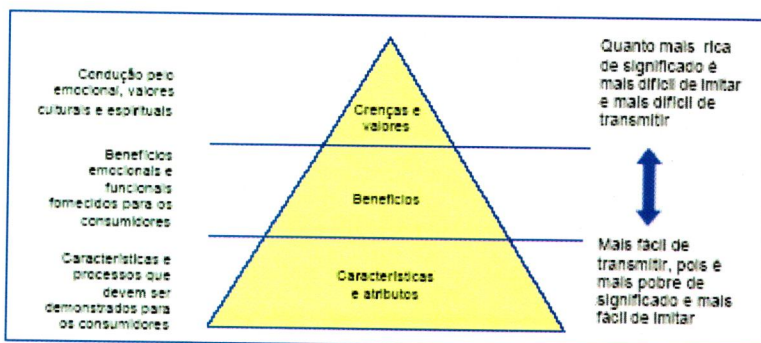 Condução pelo
emocional, valores
culturais e espirituais
Crenças e
valores
Quanto mais rica
de significado é
mais difícil de imitar
e mais difícil de
transmitir
Benefícios
emocionais e
funcionais
fornecidos para os
consumidores
Benefícios
Características e
processos que
devem ser
demonstrados para
os consumidores
Características
e atributos
Mais fácil de
transmitir, pois é
mais pobre de
significado e mais
fácil de imitar